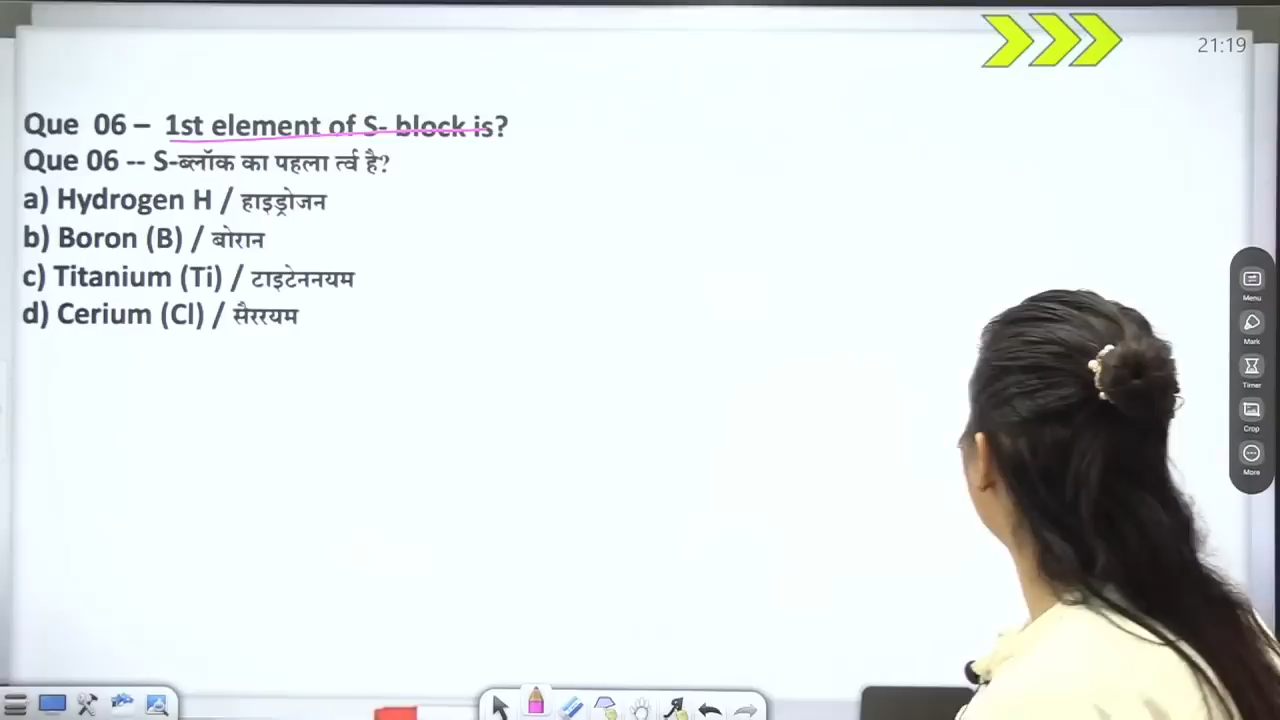 21:19
Que 06 – 1st element of S- block is?
Que 06 -- S-ब्लॉक का पहला र्त्व है?
a) Hydrogen H / हाइड्रोजन
b) Boron (B) / बोरान
c) Titanium (Ti) / टाइटेननयम
d) Cerium (Cl) / सैररयम
Menu
Mark
Timer
Crop
More